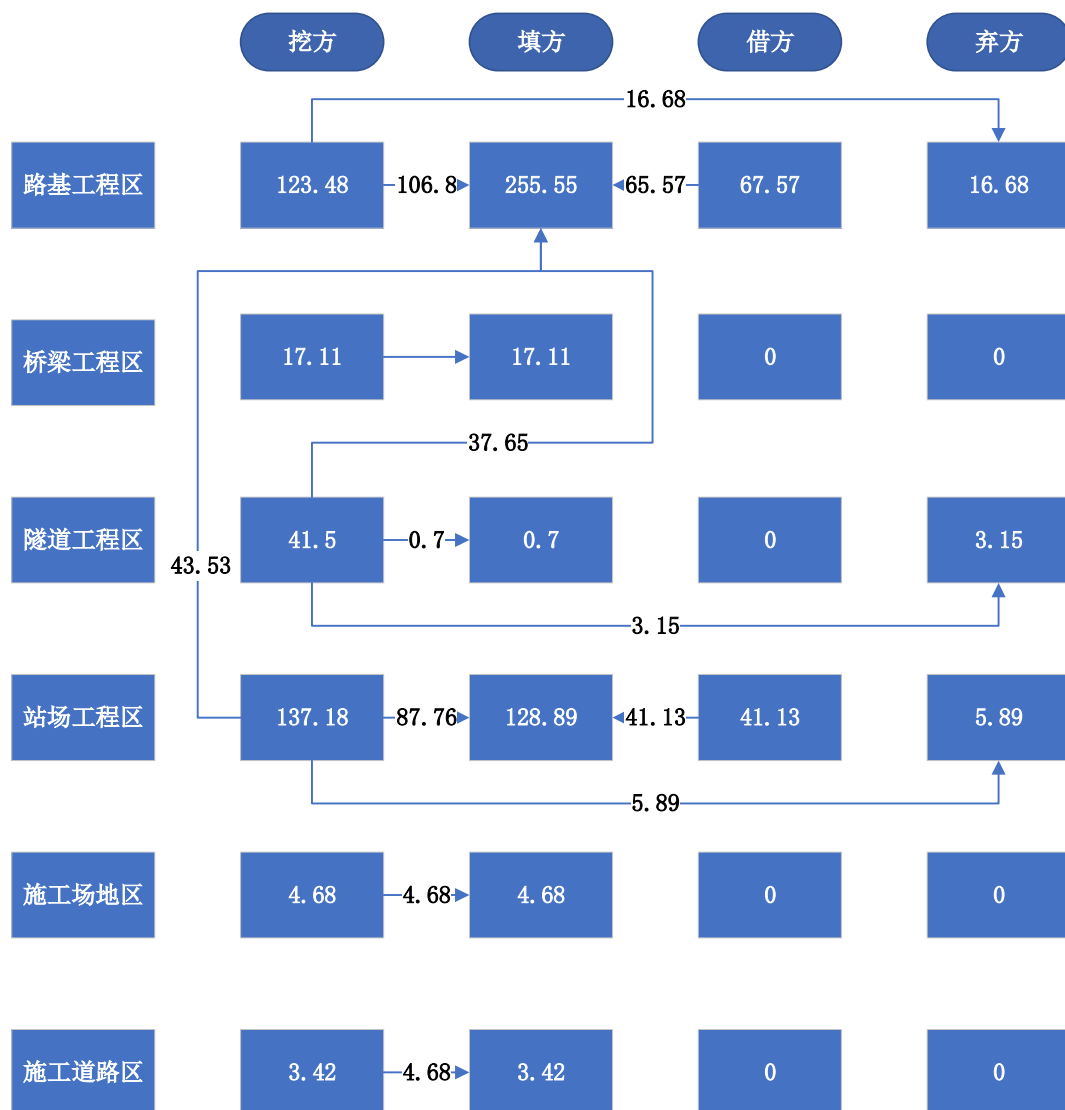 挖方 填方 借方 弃方
16.68
路基工程区 123.48 106.8 255.55 65.57 67.57 16.68
桥梁工程区 17.11 17.11 0 0
37.65
隧道工程区 41.5 0.7 0.7 0 3.15
43.53
3.15
站场工程区 137.18 87.76 128.89 41.13 41.13 5.89
5.89
施工场地区 4.68 4.68 4.68 0 0
施工道路区 3.42 4.68 3.42 0 0